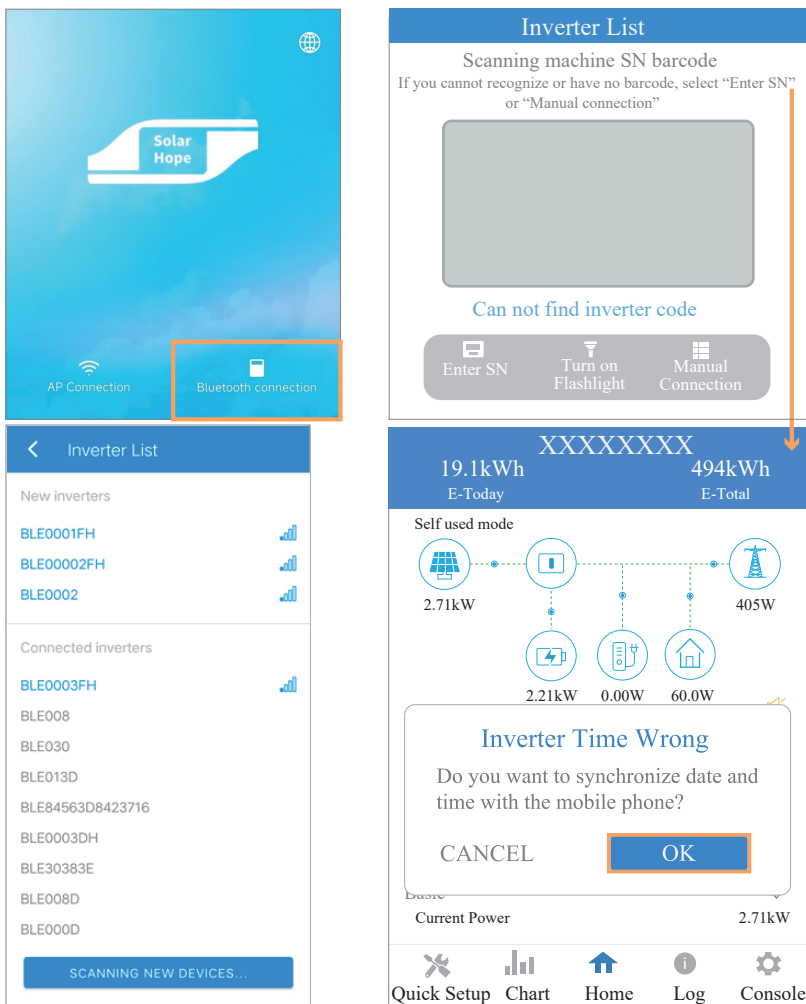 Solar
Hope
AP Connection
Bluetooth connection
Inverter List
Scanning machine SN barcode
If you cannot recognize or have no barcode, select “Enter SN”
or “Manual connection”
Can not find inverter code
Enter SN
Turn on
Flashlight
Manual
Connection
Inverter List
New inverters
BLE0001FH
BLE00002FH
BLE0002
Connected inverters
BLE0003FH
BLE008
BLE030
BLE013D
BLE84563D8423716
BLE0003DH
BLE30383E
BLE008D
BLE000D
SCANNING NEW DEVICES...
XXXXXXXX
19.1kWh 494kWh
E-Today E-Total
Self used mode
2.71kW 405W
2.21kW 0.00W 60.0W
Inverter Time Wrong
Do you want to synchronize date and
time with the mobile phone?
CANCEL OK
Basic
Current Power 2.71kW
Quick Setup Chart Home Log Console